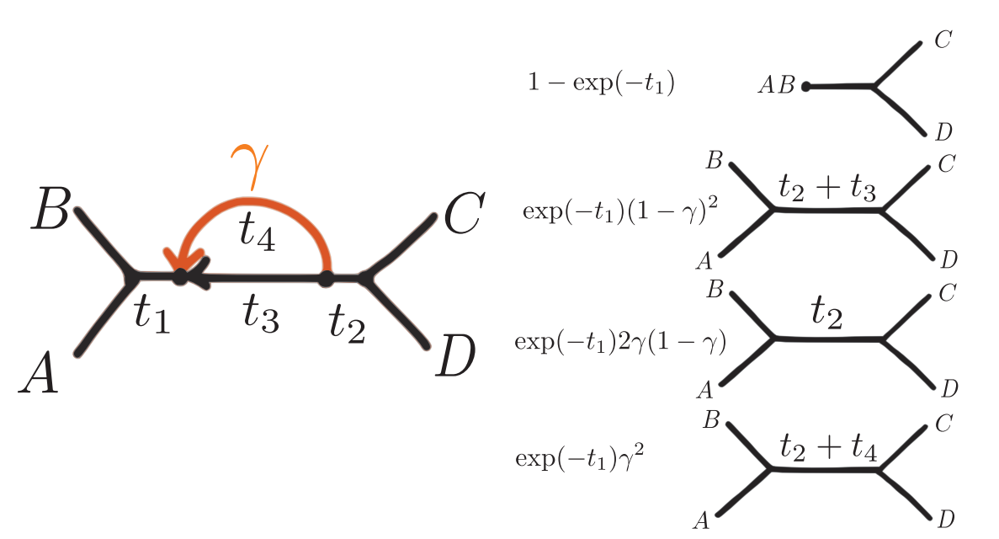 γ
B
C
t₄
t₁
t₃
t₂
A
D
1 − exp(−t₁)
AB
C
D
exp(−t₁)(1 − γ)²
B
C
t₂ + t₃
A
D
exp(−t₁)2γ(1 − γ)
B
C
t₂
A
D
exp(−t₁)γ²
B
C
t₂ + t₄
A
D